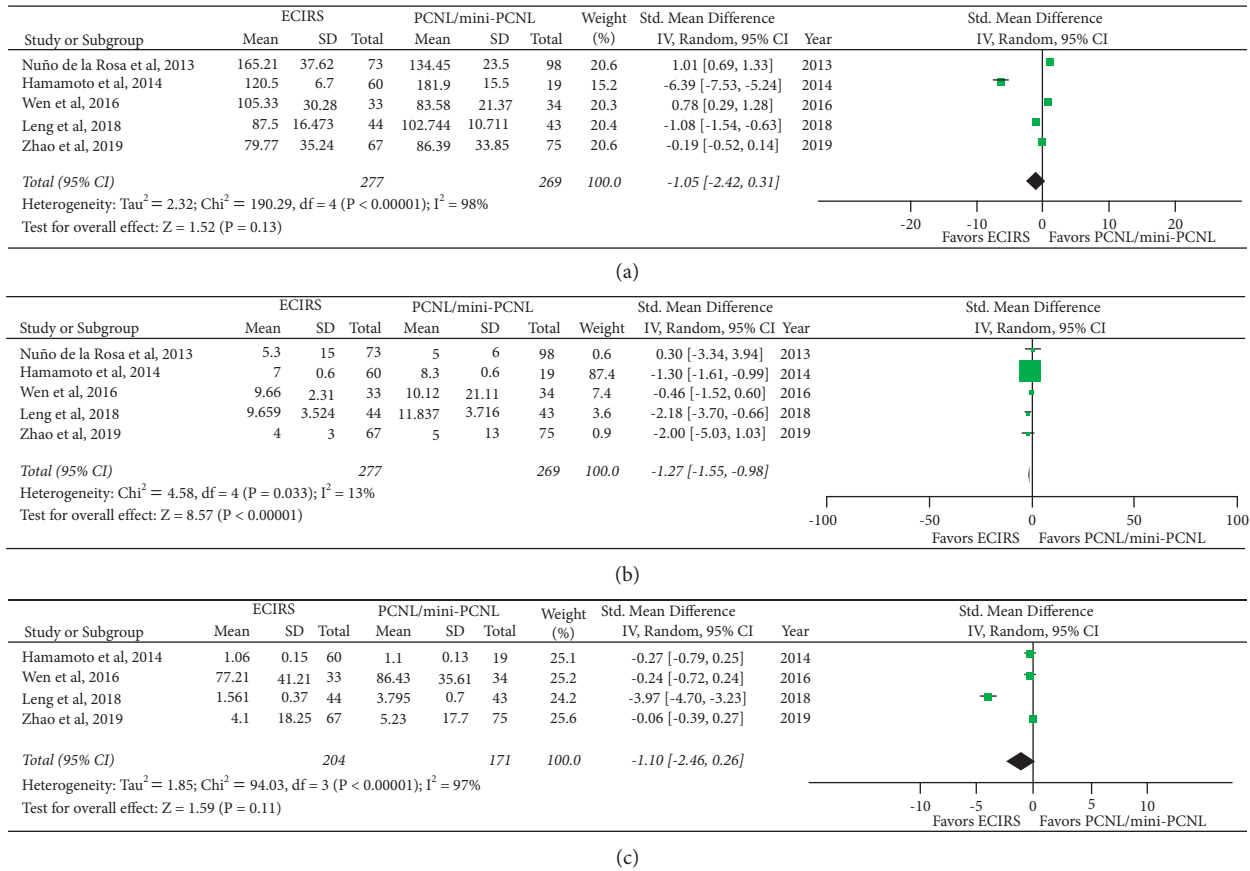 ECIRS PCNL/mini-PCNL Weight Std. Mean Difference Std. Mean Difference
Study or Subgroup Mean SD Total Mean SD Total (%) IV, Random, 95% CI Year IV, Random, 95% CI
Nuño de la Rosa et al, 2013 165.21 37.62 73 134.45 23.5 98 20.6 1.01 [0.69, 1.33] 2013
Hamamoto et al, 2014 120.5 6.7 60 181.9 15.5 19 15.2 -6.39 [-7.53, -5.24] 2014
Wen et al, 2016 105.33 30.28 33 83.58 21.37 34 20.3 0.78 [0.29, 1.28] 2016
Leng et al, 2018 87.5 16.473 44 102.744 10.711 43 20.4 -1.08 [-1.54, -0.63] 2018
Zhao et al, 2019 79.77 35.24 67 86.39 33.85 75 20.6 -0.19 [-0.52, 0.14] 2019
Total (95% CI) 277 269 100.0 -1.05 [-2.42, 0.31]
Heterogeneity: Tau² = 2.32; Chi² = 190.29, df = 4 (P < 0.00001); I² = 98%
Test for overall effect: Z = 1.52 (P = 0.13)
-20 -10 0 10 20
Favors ECIRS Favors PCNL/mini-PCNL
(a)
ECIRS PCNL/mini-PCNL Std. Mean Difference Std. Mean Difference
Study or Subgroup Mean SD Total Mean SD Total Weight IV, Random, 95% CI Year IV, Random, 95% CI
Nuño de la Rosa et al, 2013 5.3 15 73 5 6 98 0.6 0.30 [-3.34, 3.94] 2013
Hamamoto et al, 2014 7 0.6 60 8.3 0.6 19 87.4 -1.30 [-1.61, -0.99] 2014
Wen et al, 2016 9.66 2.31 33 10.12 21.11 34 7.4 -0.46 [-1.52, 0.60] 2016
Leng et al, 2018 9.659 3.524 44 11.837 3.716 43 3.6 -2.18 [-3.70, -0.66] 2018
Zhao et al, 2019 4 3 67 5 13 75 0.9 -2.00 [-5.03, 1.03] 2019
Total (95% CI) 277 269 100.0 -1.27 [-1.55, -0.98]
Heterogeneity: Chi² = 4.58, df = 4 (P = 0.033); I² = 13%
Test for overall effect: Z = 8.57 (P < 0.00001)
-100 -50 0 50 100
Favors ECIRS Favors PCNL/mini-PCNL
(b)
ECIRS PCNL/mini-PCNL Weight Std. Mean Difference Std. Mean Difference
Study or Subgroup Mean SD Total Mean SD Total (%) IV, Random, 95% CI Year IV, Random, 95% CI
Hamamoto et al, 2014 1.06 0.15 60 1.1 0.13 19 25.1 -0.27 [-0.79, 0.25] 2014
Wen et al, 2016 77.21 41.21 33 86.43 35.61 34 25.2 -0.24 [-0.72, 0.24] 2016
Leng et al, 2018 1.561 0.37 44 3.795 0.7 43 24.2 -3.97 [-4.70, -3.23] 2018
Zhao et al, 2019 4.1 18.25 67 5.23 17.7 75 25.6 -0.06 [-0.39, 0.27] 2019
Total (95% CI) 204 171 100.0 -1.10 [-2.46, 0.26]
Heterogeneity: Tau² = 1.85; Chi² = 94.03, df = 3 (P < 0.00001); I² = 97%
Test for overall effect: Z = 1.59 (P = 0.11)
-10 -5 0 5 10
Favors ECIRS Favors PCNL/mini-PCNL
(c)